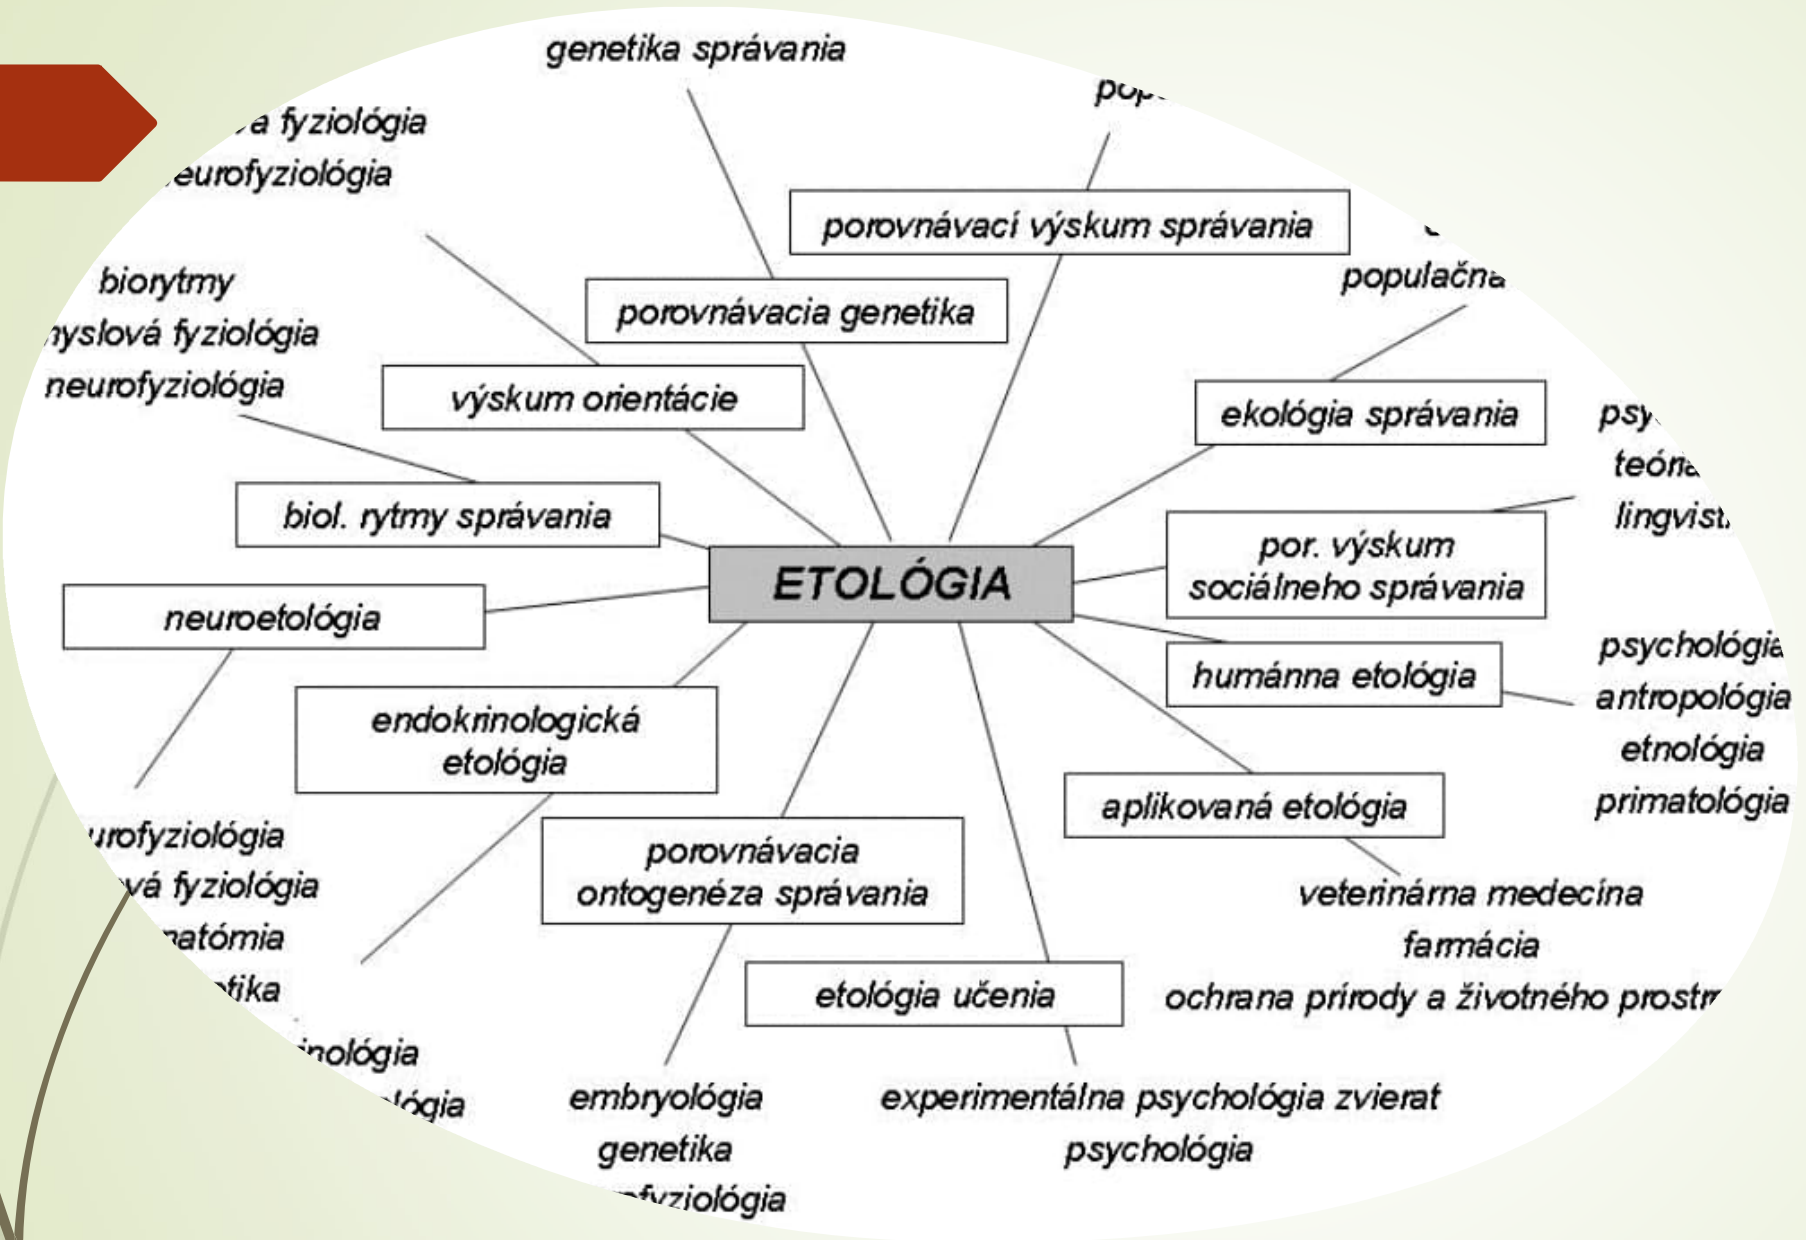 genetika správania
fyziológia
porovnávací výskum správania
biorytmy
fyziológia
neurofyziológia
porovnávacia genetika
výskum orientácie
ekológia správania
biol. rytmy správania
por. výskum
sociálneho správania
ETOLÓGIA
neuroetológia
humánna etológia
psychológia
antropológia
etnológia
primatológia
endokrinologická
etológia
aplikovaná etológia
fyziológia
porovnávacia
ontogenéza správania
veterinárna medecína
farmácia
ochrana prírody a životného
etológia učenia
embryológia
genetika
experimentálna psychológia zvierat
psychológia